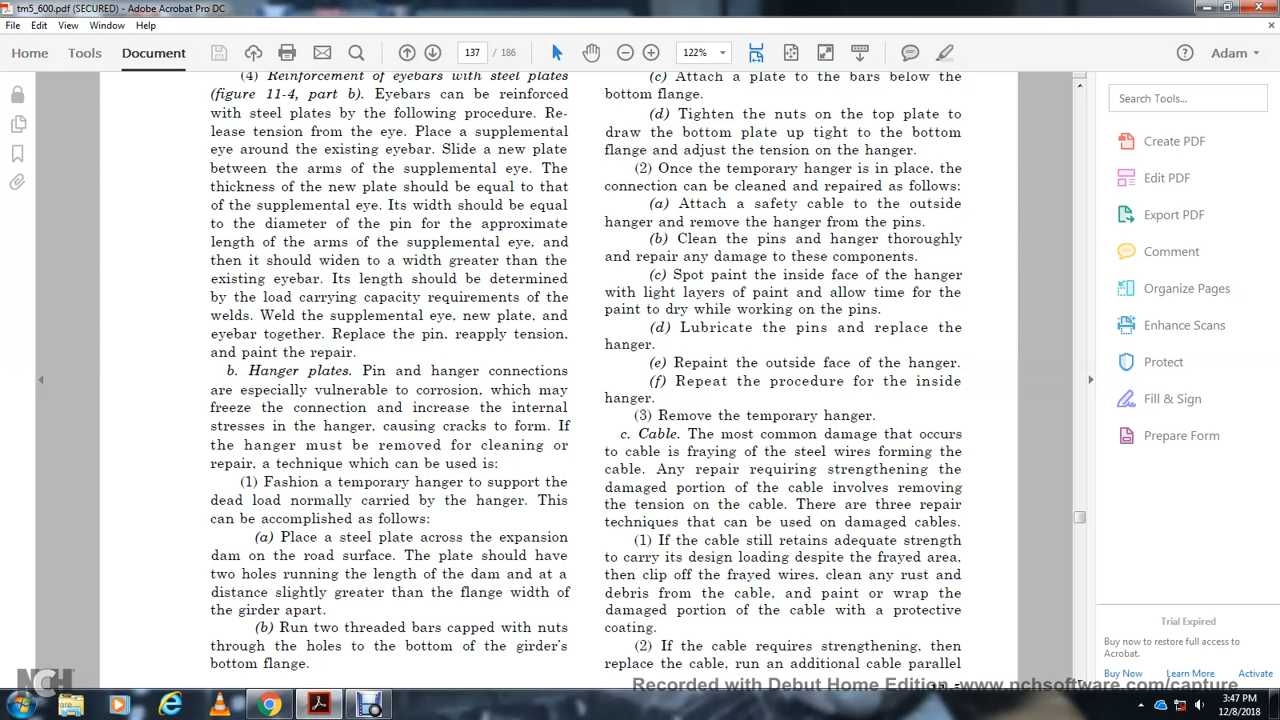 tm5_600.pdf (SECURED) - Adobe Acrobat Pro DC
File Edit View Window Help
Home Tools Document 137 / 186 122% Adam
(4) Reinforcement of eyebars with steel plates
(figure 11-4, part b). Eyebars can be reinforced
with steel plates by the following procedure. Re-
lease tension from the eye. Place a supplemental
eye around the existing eyebar. Slide a new plate
between the arms of the supplemental eye. The
thickness of the new plate should be equal to that
of the supplemental eye. Its width should be equal
to the diameter of the pin for the approximate
length of the arms of the supplemental eye, and
then it should widen to a width greater than the
existing eyebar. Its length should be determined
by the load carrying capacity requirements of the
welds. Weld the supplemental eye, new plate, and
eyebar together. Replace the pin, reapply tension,
and paint the repair.
b. Hanger plates. Pin and hanger connections
are especially vulnerable to corrosion, which may
freeze the connection and increase the internal
stresses in the hanger, causing cracks to form. If
the hanger must be removed for cleaning or
repair, a technique which can be used is:
(1) Fashion a temporary hanger to support the
dead load normally carried by the hanger. This
can be accomplished as follows:
(a) Place a steel plate across the expansion
dam on the road surface. The plate should have
two holes running the length of the dam and at a
distance slightly greater than the flange width of
the girder apart.
(b) Run two threaded bars capped with nuts
through the holes to the bottom of the girder's
bottom flange.
(c) Attach a plate to the bars below the
bottom flange.
(d) Tighten the nuts on the top plate to
draw the bottom plate up tight to the bottom
flange and adjust the tension on the hanger.
(2) Once the temporary hanger is in place, the
connection can be cleaned and repaired as follows:
(a) Attach a safety cable to the outside
hanger and remove the hanger from the pins.
(b) Clean the pins and hanger thoroughly
and repair any damage to these components.
(c) Spot paint the inside face of the hanger
with light layers of paint and allow time for the
paint to dry while working on the pins.
(d) Lubricate the pins and replace the
hanger.
(e) Repaint the outside face of the hanger.
(f) Repeat the procedure for the inside
hanger.
(3) Remove the temporary hanger.
c. Cable. The most common damage that occurs
to cable is fraying of the steel wires forming the
cable. Any repair requiring strengthening the
damaged portion of the cable involves removing
the tension on the cable. There are three repair
techniques that can be used on damaged cables.
(1) If the cable still retains adequate strength
to carry its design loading despite the frayed area,
then clip off the frayed wires, clean any rust and
debris from the cable, and paint or wrap the
damaged portion of the cable with a protective
coating.
(2) If the cable requires strengthening, then
replace the cable, run an additional cable parallel
Search Tools...
Create PDF
Edit PDF
Export PDF
Comment
Organize Pages
Enhance Scans
Protect
Fill & Sign
Prepare Form
Trial Expired
Buy now to restore full access to
Acrobat.
Buy Now Learn More Activate
NCH
Recorded with Debut Home Edition - www.nchsoftware.com/capture
3:47 PM
12/8/2018